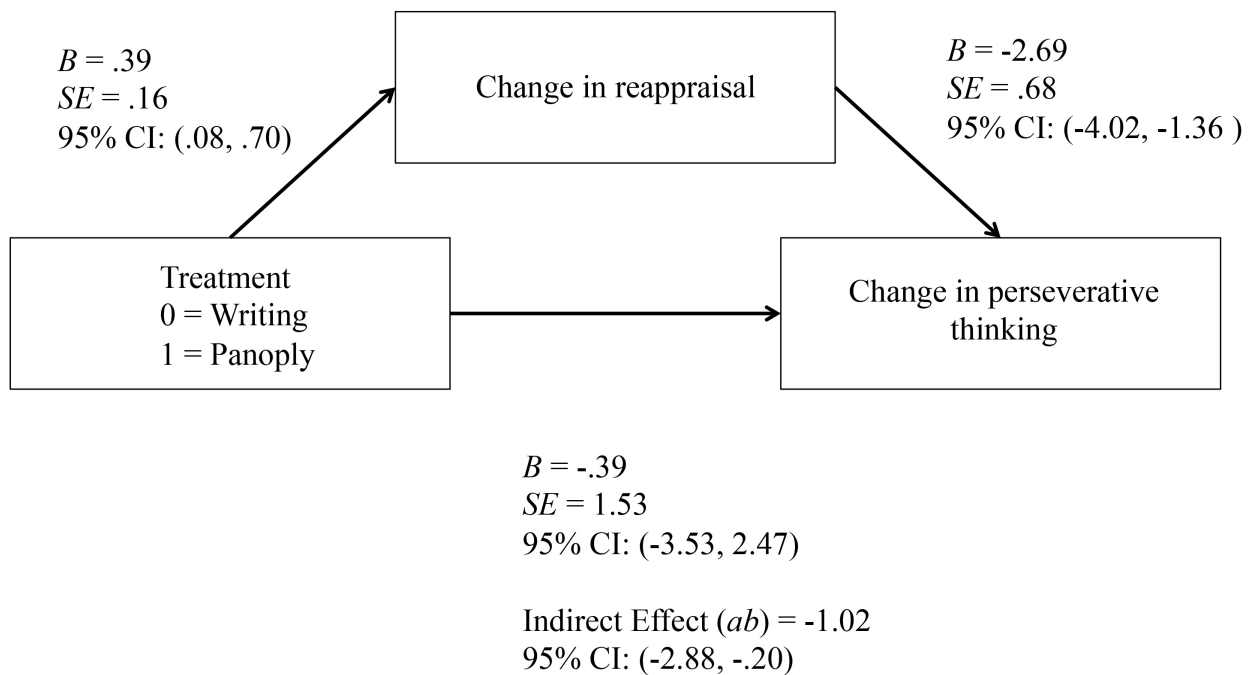 B = .39
SE = .16
95% CI: (.08, .70)
Change in reappraisal
B = -2.69
SE = .68
95% CI: (-4.02, -1.36 )
Treatment
0 = Writing
1 = Panoply
Change in perseverative
thinking
B = -.39
SE = 1.53
95% CI: (-3.53, 2.47)
Indirect Effect (ab) = -1.02
95% CI: (-2.88, -.20)